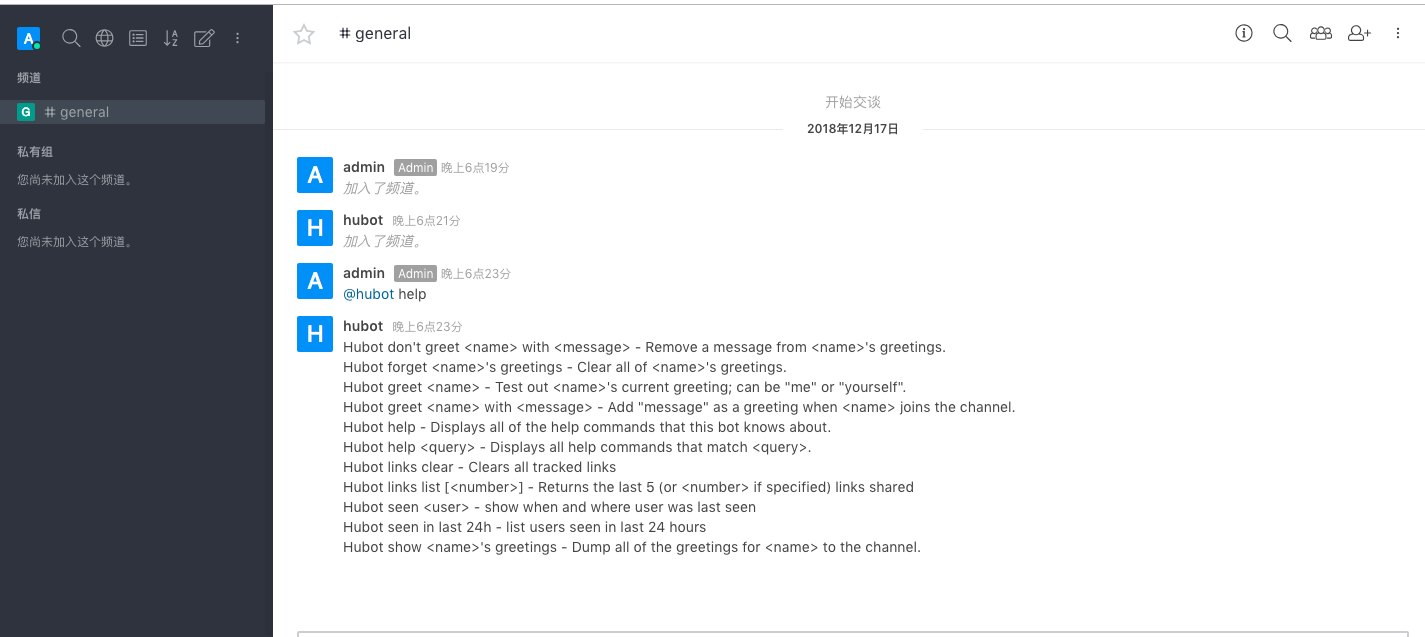 A
频道
G # general
私有组
您尚未加入这个频道。
私信
您尚未加入这个频道。
# general
开始交谈
2018年12月17日
A
admin Admin 晚上6点19分
加入了频道。
H
hubot 晚上6点21分
加入了频道。
A
admin Admin 晚上6点23分
@hubot help
H
hubot 晚上6点23分
Hubot don't greet <name> with <message> - Remove a message from <name>'s greetings.
Hubot forget <name>'s greetings - Clear all of <name>'s greetings.
Hubot greet <name> - Test out <name>'s current greeting; can be "me" or "yourself".
Hubot greet <name> with <message> - Add "message" as a greeting when <name> joins the channel.
Hubot help - Displays all of the help commands that this bot knows about.
Hubot help <query> - Displays all help commands that match <query>.
Hubot links clear - Clears all tracked links
Hubot links list [<number>] - Returns the last 5 (or <number> if specified) links shared
Hubot seen <user> - show when and where user was last seen
Hubot seen in last 24h - list users seen in last 24 hours
Hubot show <name>'s greetings - Dump all of the greetings for <name> to the channel.